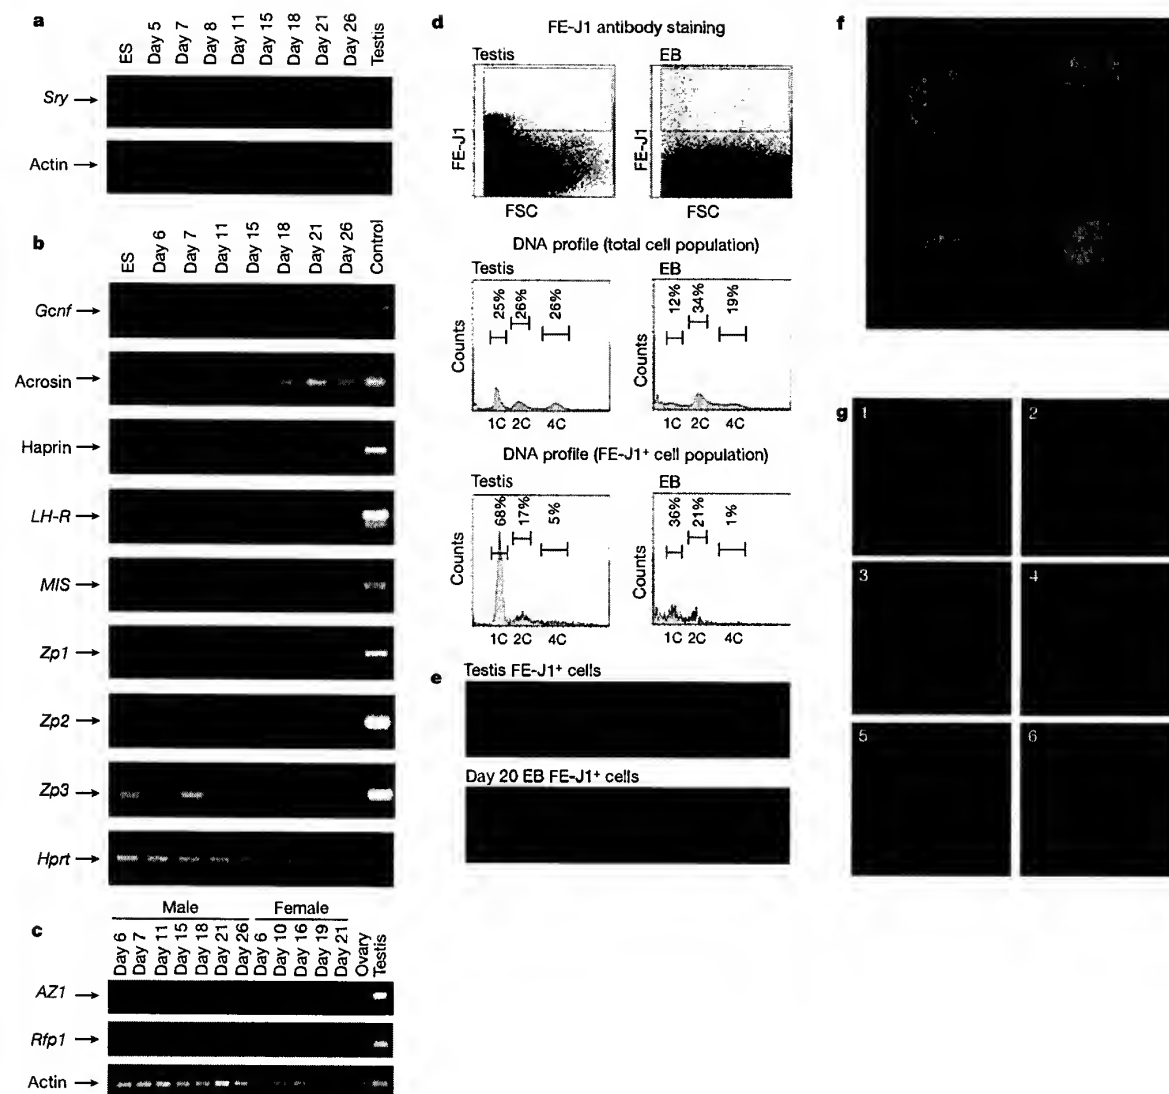 a
ES Day 5 Day 7 Day 8 Day 11 Day 15 Day 18 Day 21 Day 26 Testis
Sry
Actin
b
ES Day 6 Day 7 Day 11 Day 15 Day 18 Day 21 Day 26 Control
Gcnf
Acrosin
Haprin
LH-R
MIS
Zp1
Zp2
Zp3
Hprt
Male Female
c
Day 6 Day 7 Day 11 Day 15 Day 18 Day 21 Day 26 Day 6 Day 10 Day 16 Day 19 Day 21 Ovary Testis
AZ1
Rfp1
Actin
d
FE-J1 antibody staining
Testis EB
FE-J1 FE-J1
FSC FSC
DNA profile (total cell population)
Testis EB
25% 26% 26% 12% 34% 19%
Counts Counts
1C 2C 4C 1C 2C 4C
DNA profile (FE-J1+ cell population)
Testis EB
68% 17% 5% 36% 21% 1%
Counts Counts
1C 2C 4C 1C 2C 4C
e
Testis FE-J1+ cells
Day 20 EB FE-J1+ cells
f
g
1 2
3 4
5 6